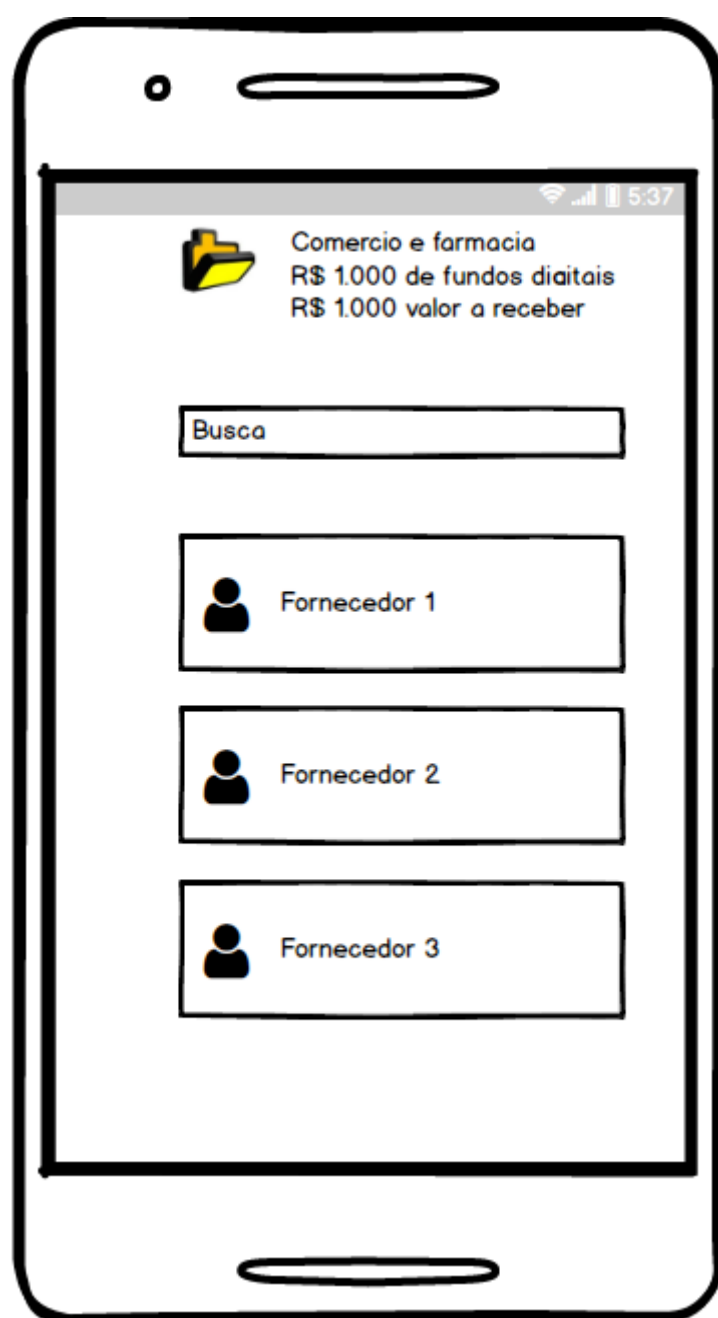 5:37
Comercio e farmacia
R$ 1.000 de fundos digitais
R$ 1.000 valor a receber
Busca
Fornecedor 1
Fornecedor 2
Fornecedor 3